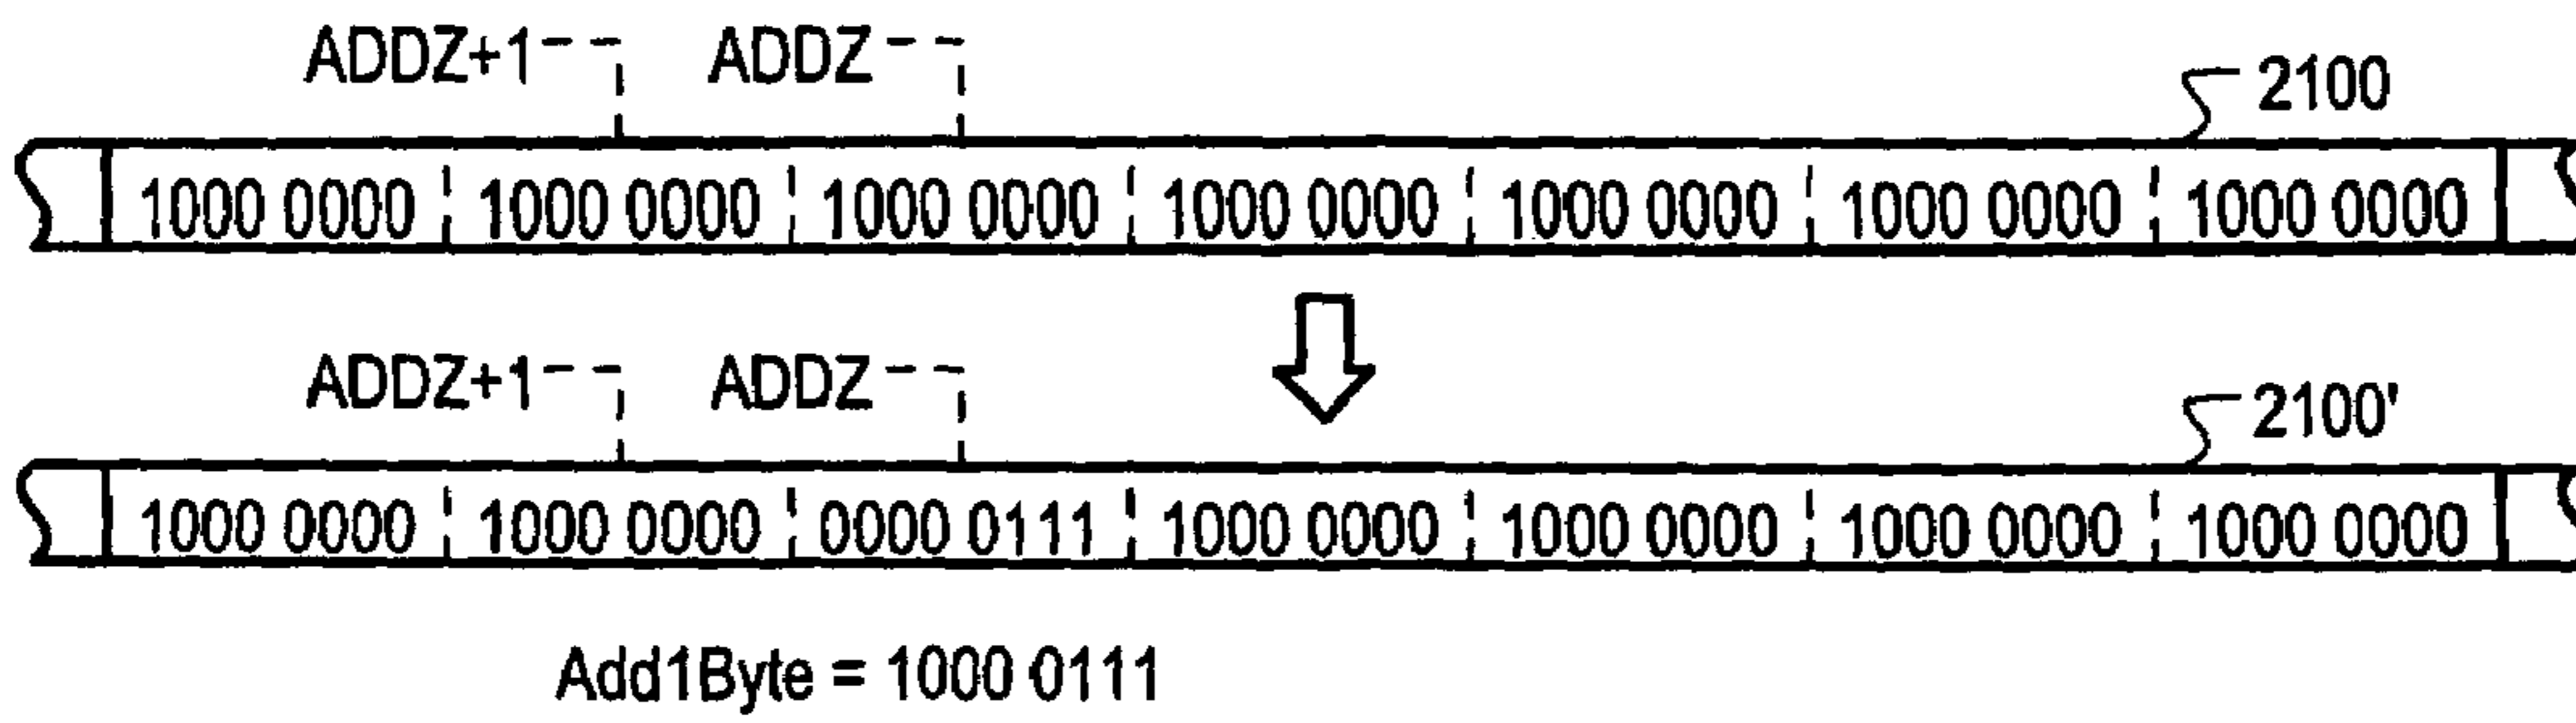 ADDZ+1 ADDZ 2100
1000 0000 1000 0000 1000 0000 1000 0000 1000 0000 1000 0000 1000 0000
ADDZ+1 ADDZ 2100'
1000 0000 1000 0000 0000 0111 1000 0000 1000 0000 1000 0000 1000 0000
Add1Byte = 1000 0111